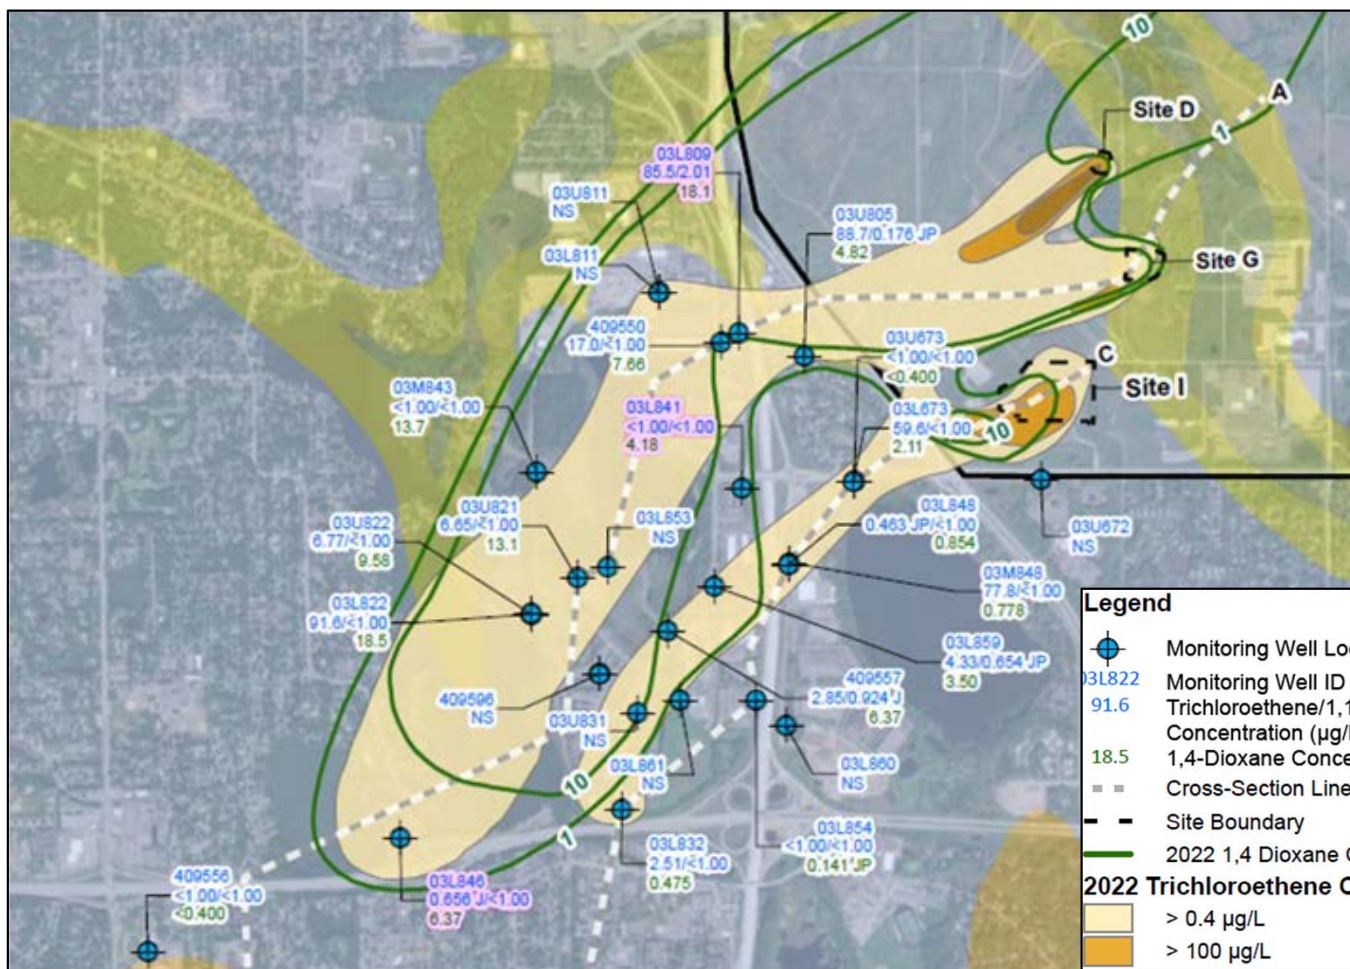 10
A
Site D
1
03L809
85.5/2.01
18.1
03U811
NS
03U805
88.7/0.176 JP
4.82
03L811
NS
Site G
409550
17.0/<1.00
7.66
03U673
<1.00/<1.00
<0.400
C
03M843
<1.00/<1.00
13.7
Site I
03L841
<1.00/<1.00
4.18
03L673
59.6/<1.00
2.11
10
03U821
6.65/<1.00
13.1
03L848
0.463 JP/<1.00
0.854
03U822
6.77/<1.00
9.58
03L853
NS
03U672
NS
03M848
77.8/<1.00
0.778
03L822
91.6/<1.00
18.5
03L859
4.33/0.654 JP
3.50
409557
2.85/0.924 J
6.37
409596
NS
03U831
NS
03L861
NS
03L860
NS
10
1
03L832
2.51/<1.00
0.475
03L854
<1.00/<1.00
0.141 JP
409556
<1.00/<1.00
<0.400
03L846
0.656 J/<1.00
6.37
Legend
Monitoring Well Lo
03L822 Monitoring Well ID
91.6 Trichloroethene/1,1
Concentration (µg/
18.5 1,4-Dioxane Conce
Cross-Section Line
Site Boundary
2022 1,4 Dioxane C
2022 Trichloroethene C
> 0.4 µg/L
> 100 µg/L